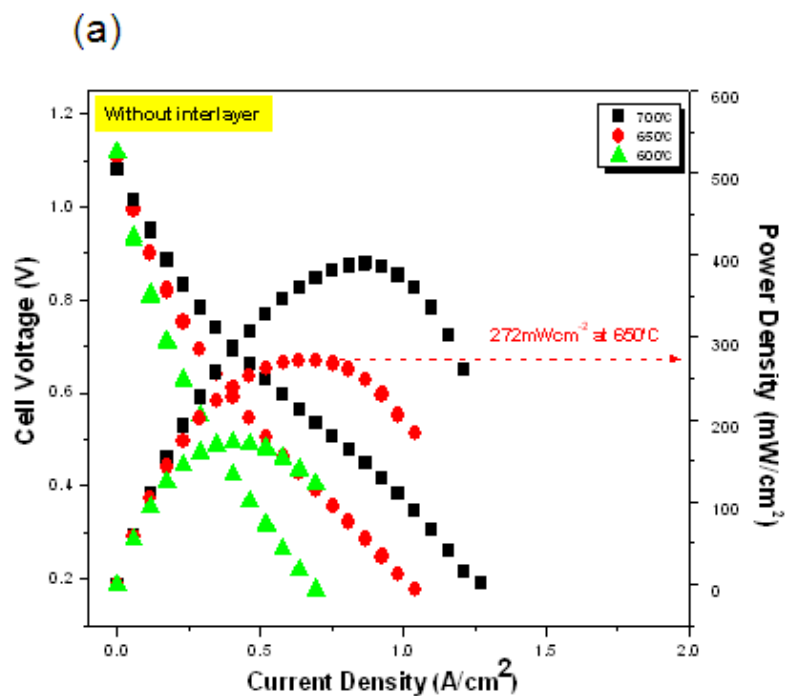 (a)
Without interlayer
700℃
650℃
600℃
272mWcm⁻² at 650℃
1.2
1.0
0.8
0.6
0.4
0.2
Cell Voltage (V)
600
500
400
300
200
100
0
Power Density (mW/cm²)
0.0 0.5 1.0 1.5 2.0
Current Density (A/cm²)